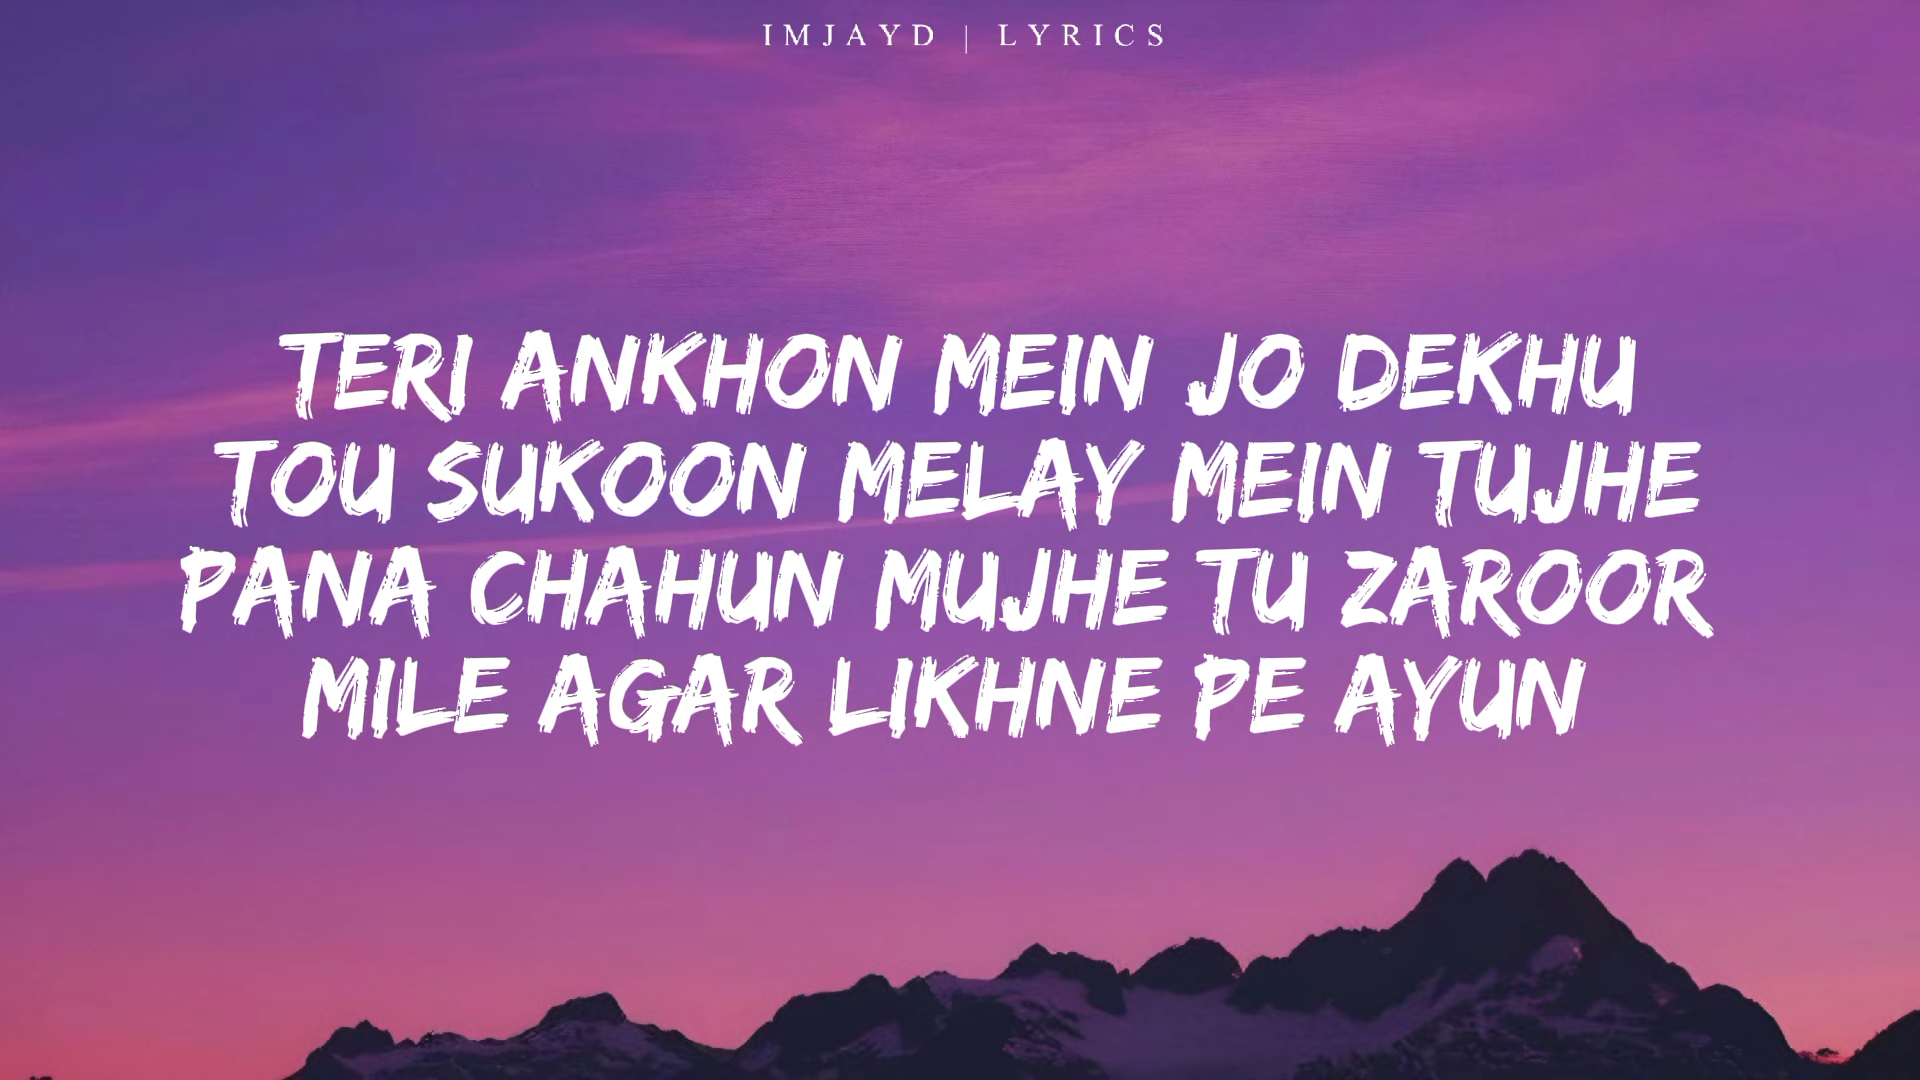 IMJAYD | LYRICS
TERI ANKHON MEIN JO DEKHU
TOU SUKOON MELAY MEIN TUJHE
PANA CHAHUN MUJHE TU ZAROOR
MILE AGAR LIKHNE PE AYUN